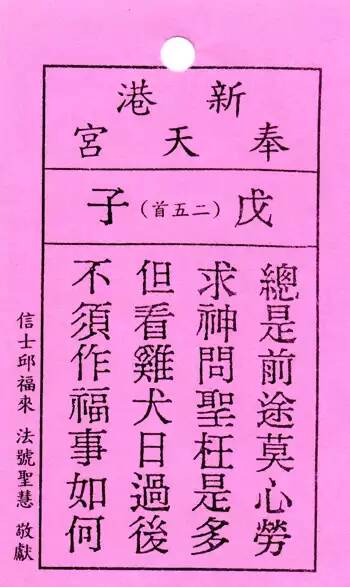 新港
奉天宮
戊（二五首）子
總是前途莫心勞
求神問聖枉是多
但看雞犬日過後
不須作福事如何
信士邱福來 法號聖慧 敬獻